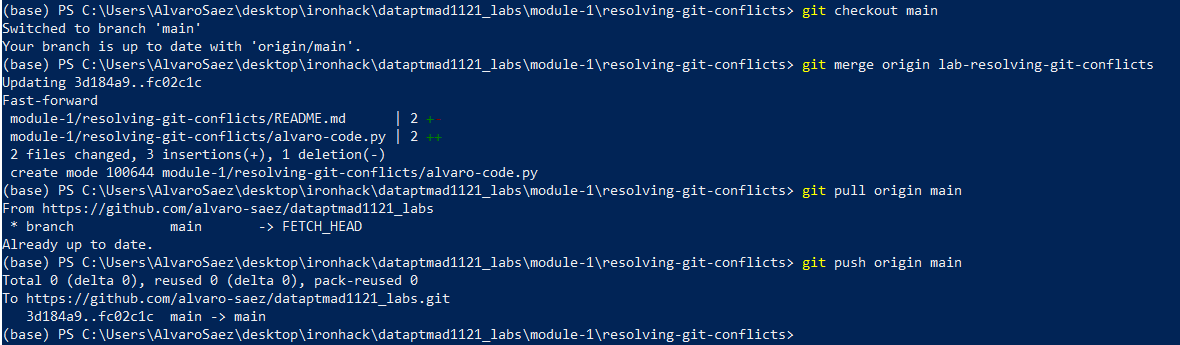 (base) PS C:\Users\AlvaroSaez\desktop\ironhack\dataptmad1121_labs\module-1\resolving-git-conflicts> git checkout main
Switched to branch 'main'
Your branch is up to date with 'origin/main'.
(base) PS C:\Users\AlvaroSaez\desktop\ironhack\dataptmad1121_labs\module-1\resolving-git-conflicts> git merge origin lab-resolving-git-conflicts
Updating 3d184a9..fc02c1c
Fast-forward
 module-1/resolving-git-conflicts/README.md      | 2 +
 module-1/resolving-git-conflicts/alvaro-code.py | 2 ++
 2 files changed, 3 insertions(+), 1 deletion(-)
 create mode 100644 module-1/resolving-git-conflicts/alvaro-code.py
(base) PS C:\Users\AlvaroSaez\desktop\ironhack\dataptmad1121_labs\module-1\resolving-git-conflicts> git pull origin main
From https://github.com/alvaro-saez/dataptmad1121_labs
 * branch            main       -> FETCH_HEAD
Already up to date.
(base) PS C:\Users\AlvaroSaez\desktop\ironhack\dataptmad1121_labs\module-1\resolving-git-conflicts> git push origin main
Total 0 (delta 0), reused 0 (delta 0), pack-reused 0
To https://github.com/alvaro-saez/dataptmad1121_labs.git
   3d184a9..fc02c1c  main -> main
(base) PS C:\Users\AlvaroSaez\desktop\ironhack\dataptmad1121_labs\module-1\resolving-git-conflicts>